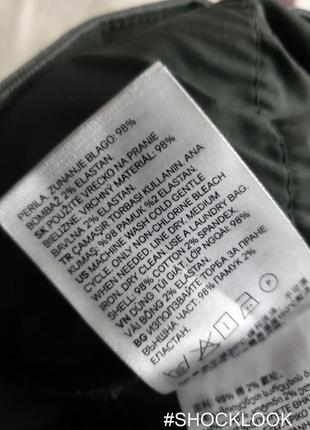 PERILA. ZUNANJE BLAGO: 98%
BOMBAŽ 2% ELASTAN.
SK POUŽITE VRECKO NA PRANIE
BIELIZNE. VRCHNÝ MATERIÁL: 98%
BAVLNA 2% ELASTAN.
TR ÇAMAŞIR TORBASI KULLANIN. ANA
KUMAŞ: %98 PAMUK %2 ELASTAN.
US MACHINE WASH COLD GENTLE
CYCLE. ONLY NON-CHLORINE BLEACH
WHEN NEEDED. LINE DRY. MEDIUM
IRON. DRY CLEAN. USE A LAUNDRY BAG.
SHELL: 98% COTTON 2% SPANDEX.
VN DÙNG TÚI GIẶT. LỚP NGOÀI: 98%
VẢI BÔNG 2% ELASTAN.
BG ИЗПОЛЗВАЙТЕ ТОРБА ЗА ПРАНЕ.
ВЪНШНА ЧАСТ: 98% ПАМУК 2%
ЕЛАСТАН.
#SHOCKLOOK